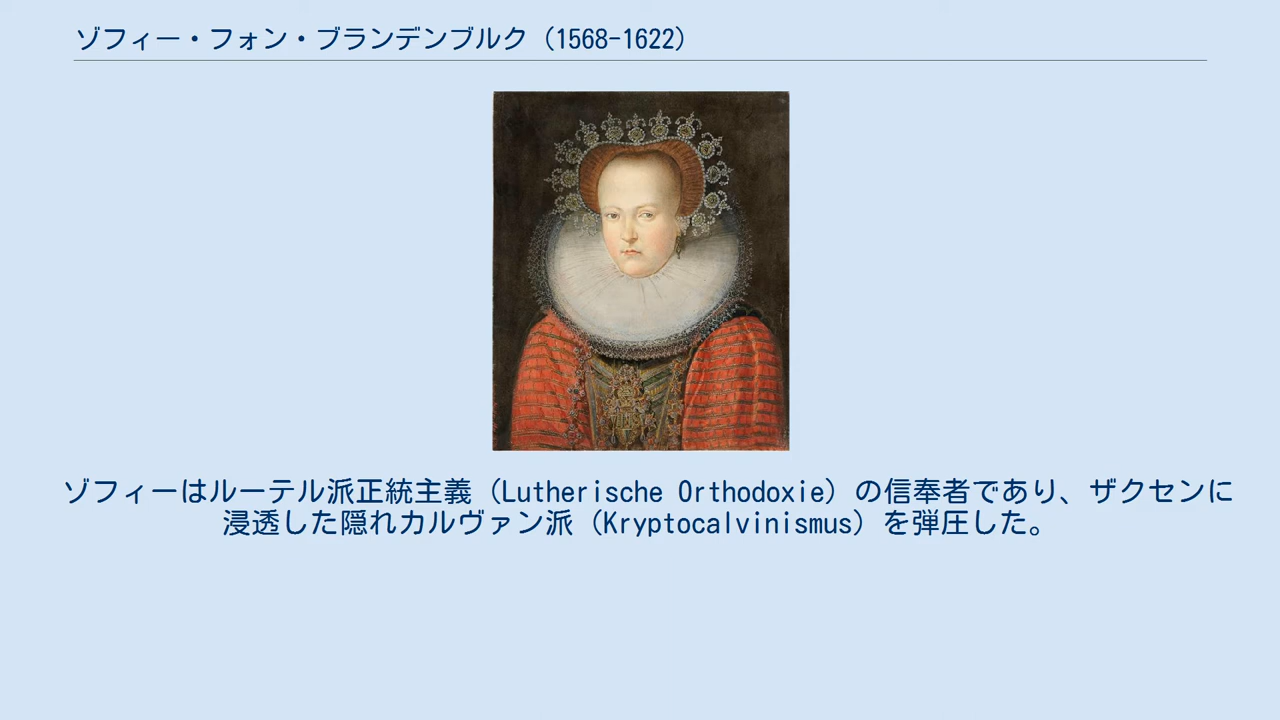 ゾフィー・フォン・ブランデンブルク（1568-1622）
ゾフィーはルーテル派正統主義（Lutherische Orthodoxie）の信奉者であり、ザクセンに
浸透した隠れカルヴァン派（Kryptocalvinismus）を弾圧した。